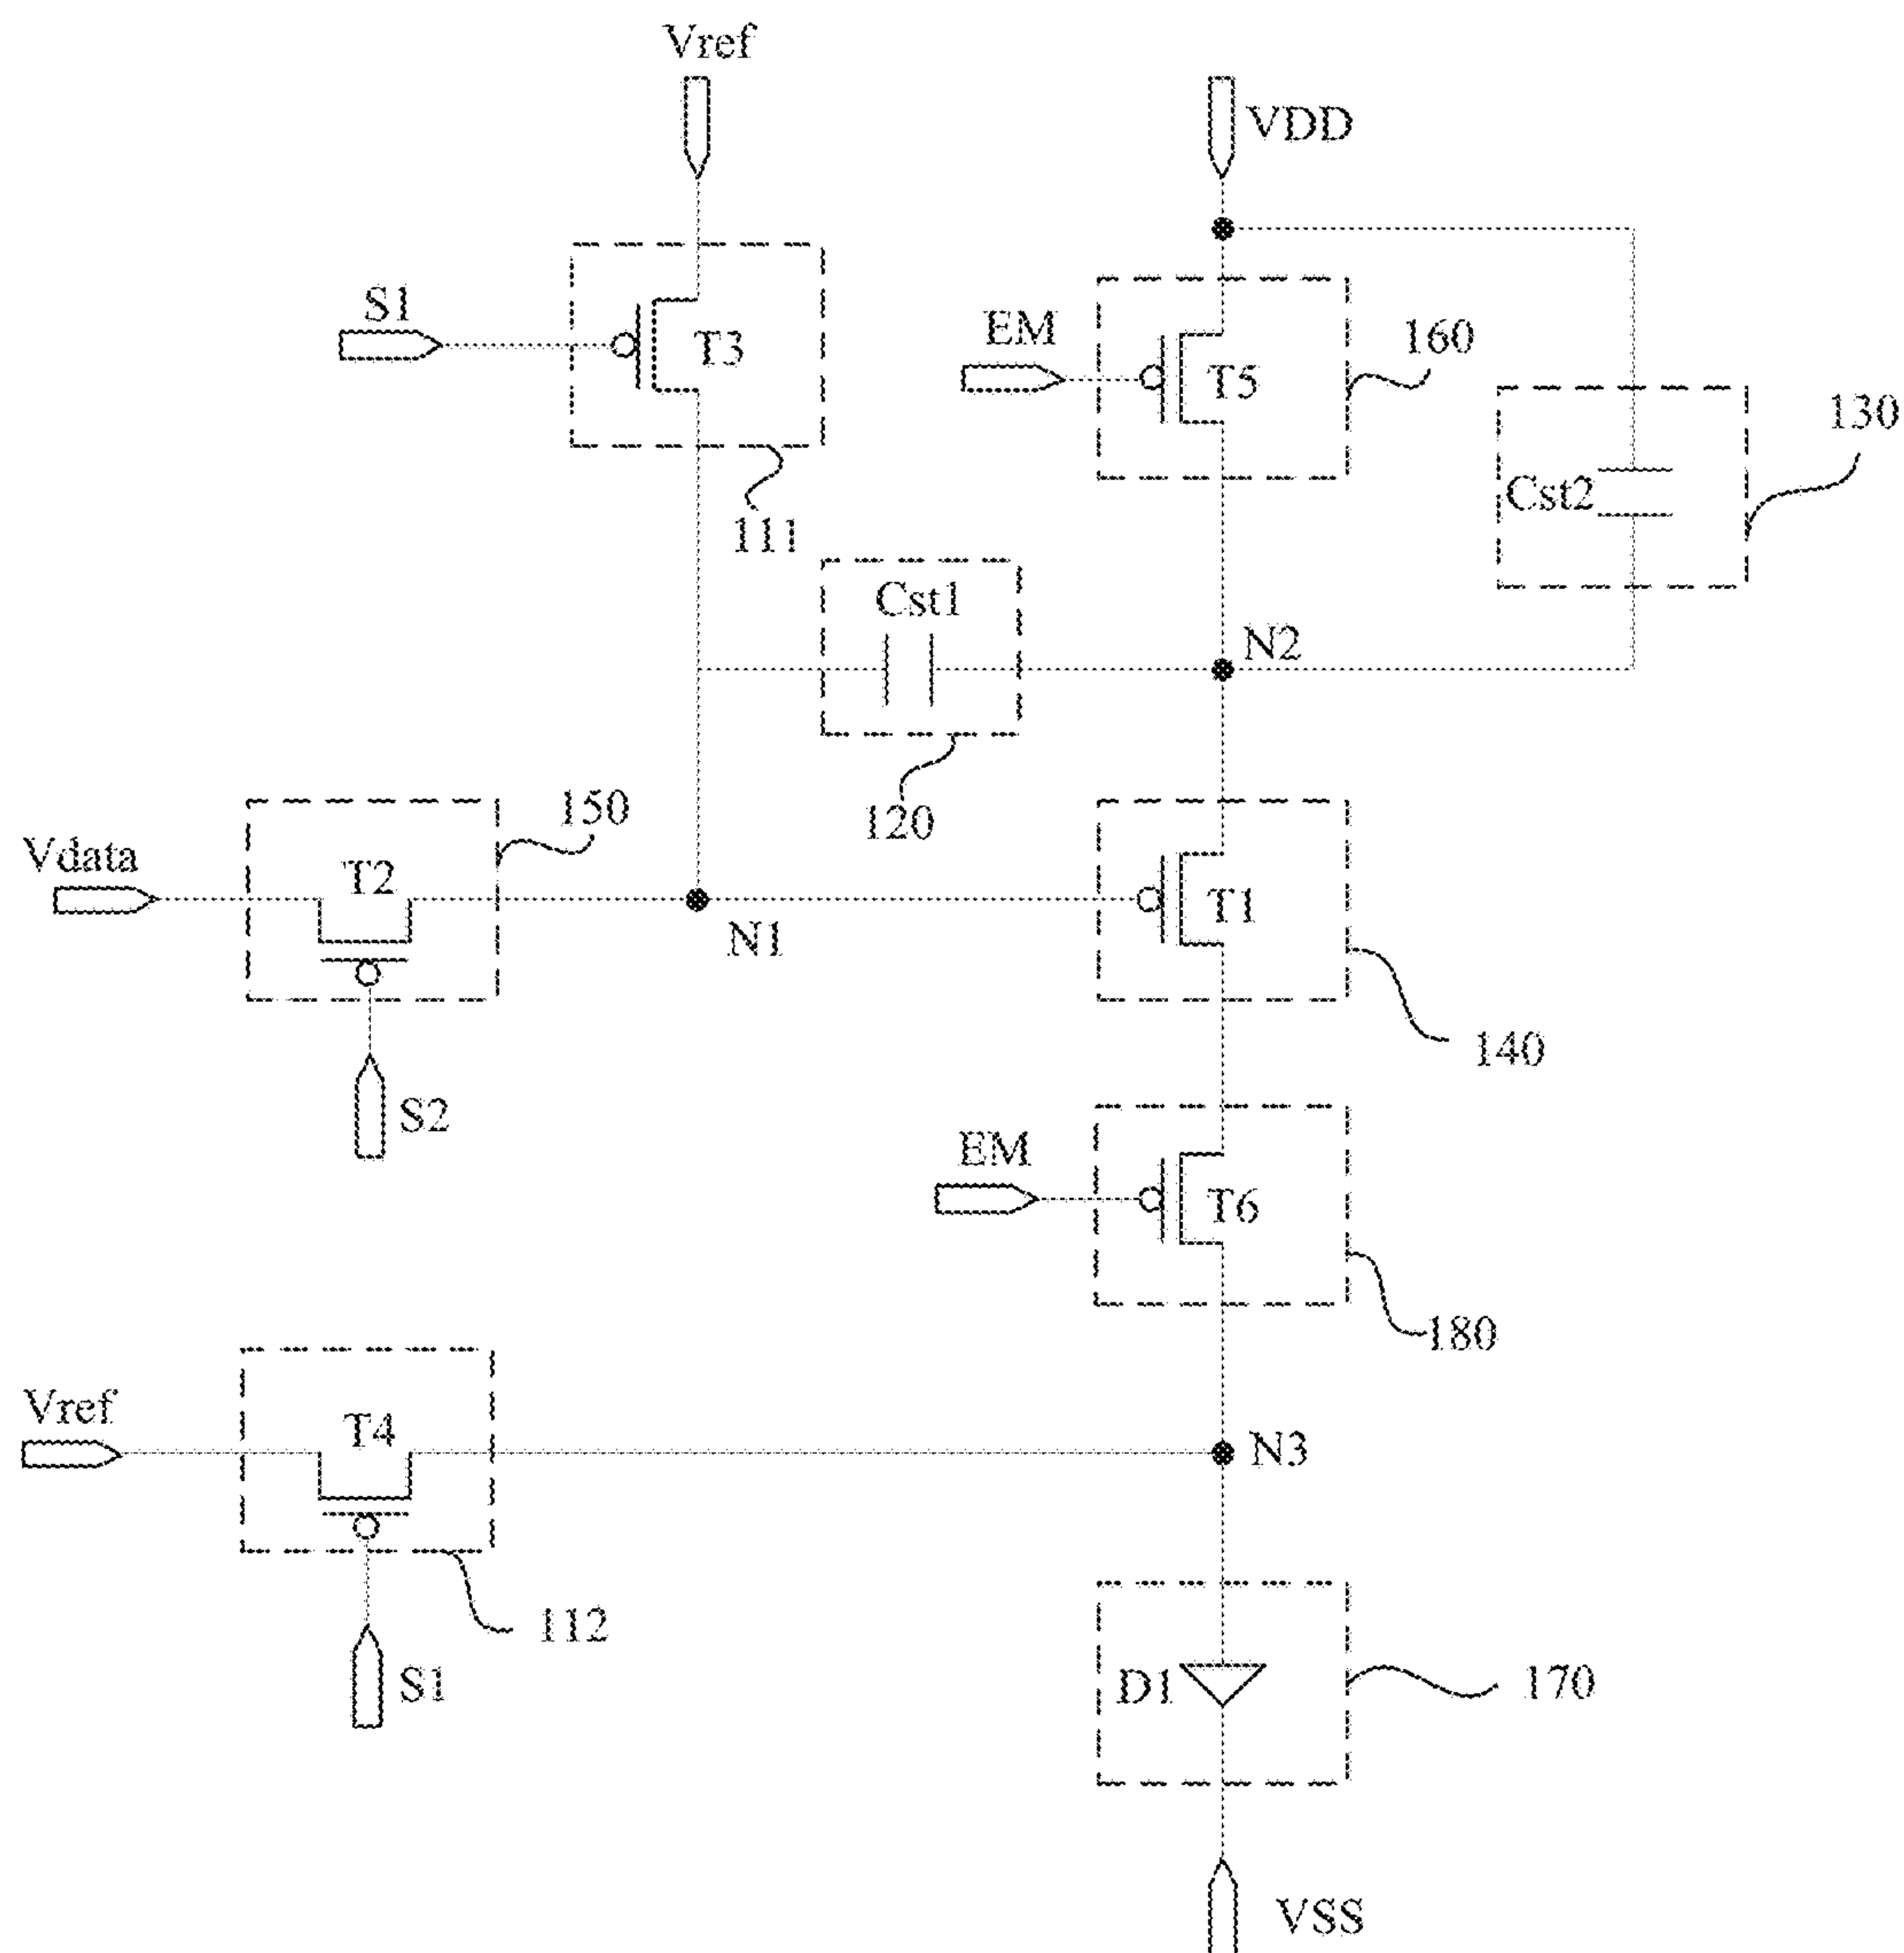 Vref
VDD
S1
T3
EM
T5
160
130
Cst2
111
Cst1
N2
120
150
Vdata
T2
N1
T1
140
S2
EM
T6
180
Vref
T4
N3
112
S1
D1
170
VSS